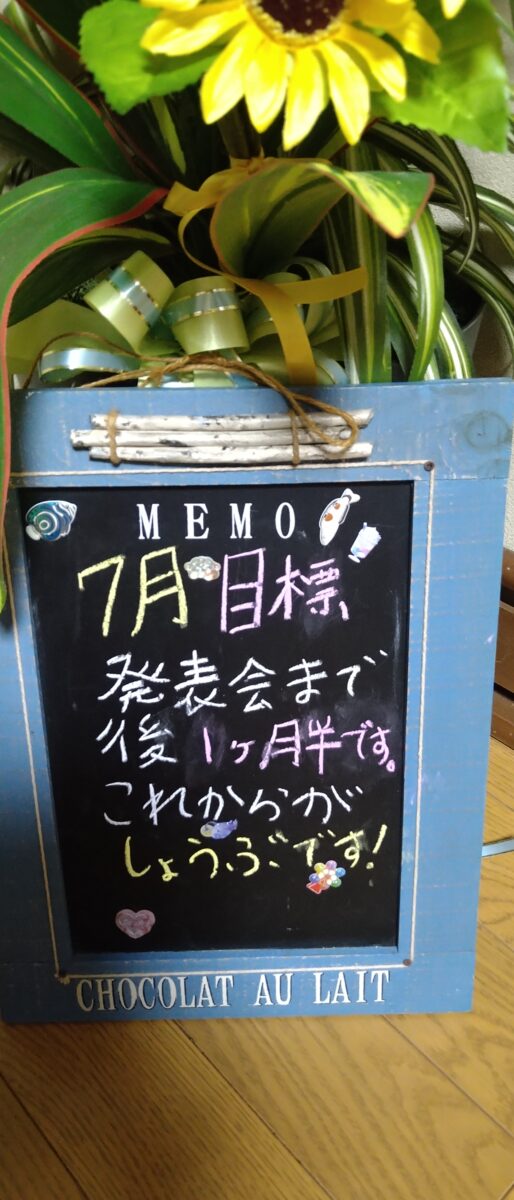 MEMO
7月目標
発表会まで
後1ヶ月半です。
これからが
しょうぶです!
CHOCOLAT AU LAIT